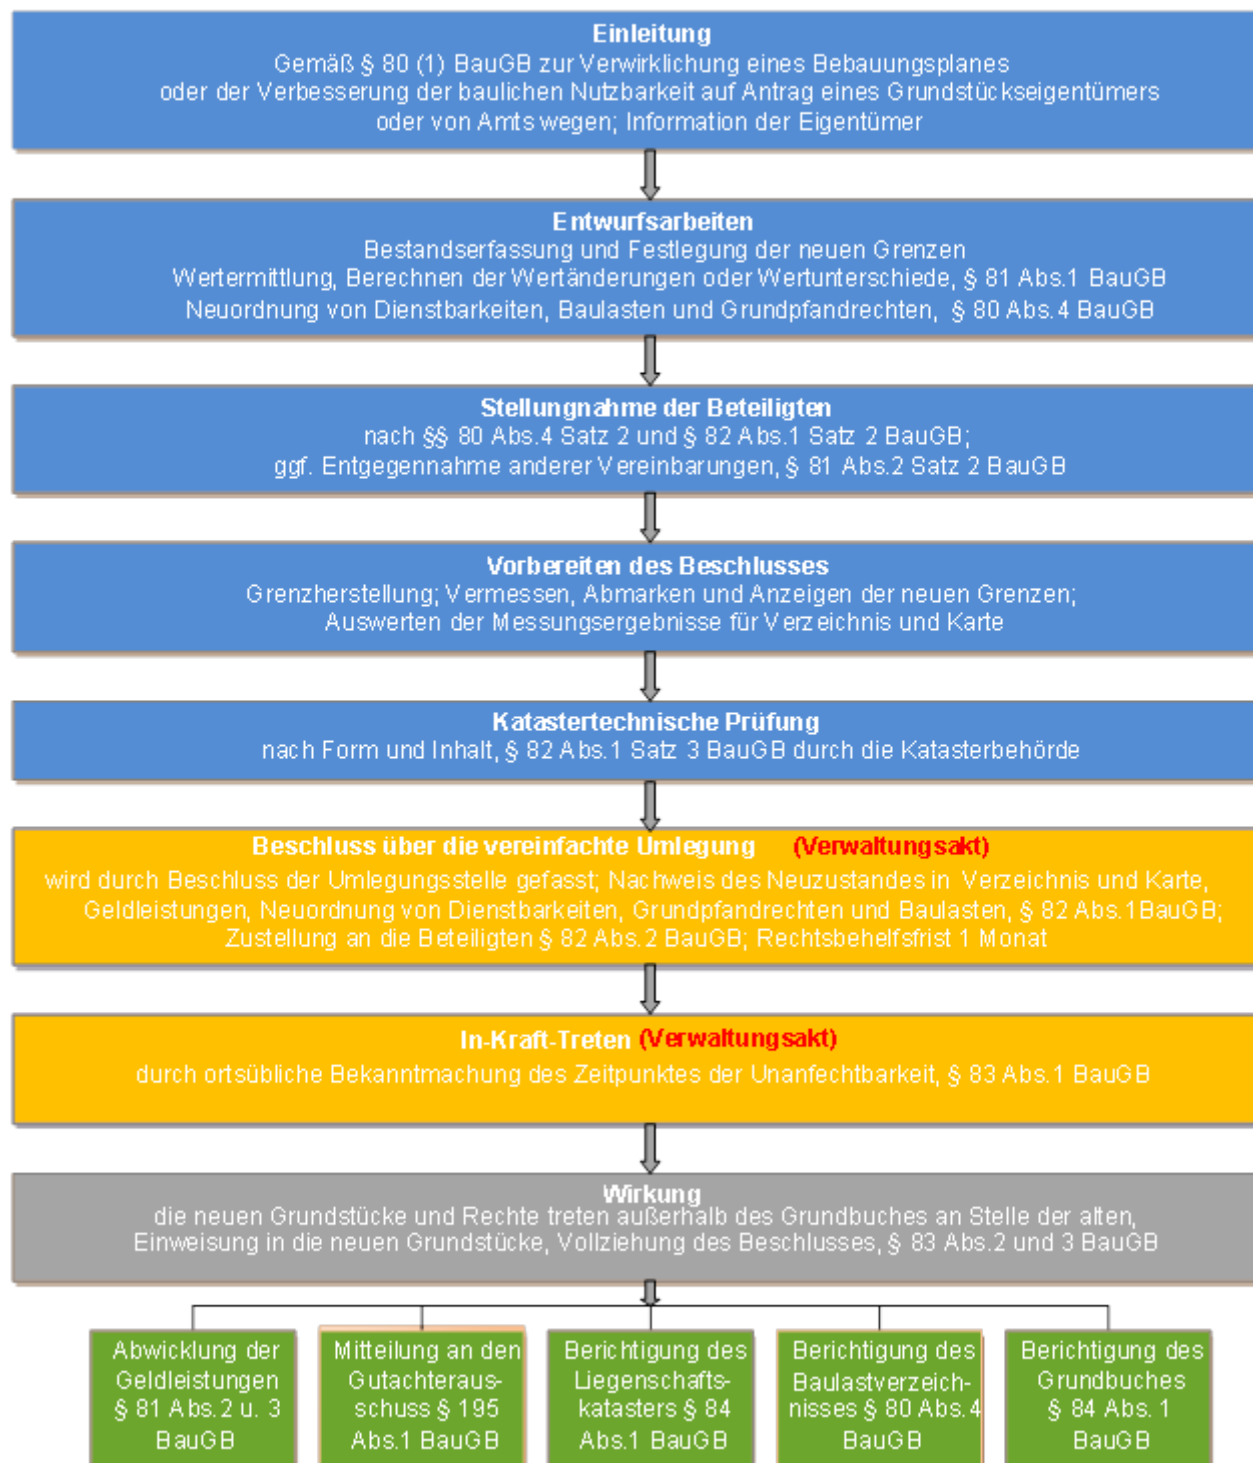 Einleitung
Gemäß § 80 (1) BauGB zur Verwirklichung eines Bebauungsplanes
oder der Verbesserung der baulichen Nutzbarkeit auf Antrag eines Grundstückseigentümers
oder von Amts wegen; Information der Eigentümer
Entwurfsarbeiten
Bestandserfassung und Festlegung der neuen Grenzen
Wertermittlung, Berechnen der Wertänderungen oder Wertunterschiede, § 81 Abs.1 BauGB
Neuordnung von Dienstbarkeiten, Baulasten und Grundpfandrechten, § 80 Abs.4 BauGB
Stellungnahme der Beteiligten
nach §§ 80 Abs.4 Satz 2 und § 82 Abs.1 Satz 2 BauGB;
ggf. Entgegennahme anderer Vereinbarungen, § 81 Abs.2 Satz 2 BauGB
Vorbereiten des Beschlusses
Grenzherstellung; Vermessen, Abmarken und Anzeigen der neuen Grenzen;
Auswerten der Messungsergebnisse für Verzeichnis und Karte
Katastertechnische Prüfung
nach Form und Inhalt, § 82 Abs.1 Satz 3 BauGB durch die Katasterbehörde
Beschluss über die vereinfachte Umlegung (Verwaltungsakt)
wird durch Beschluss der Umlegungsstelle gefasst; Nachweis des Neuzustandes in Verzeichnis und Karte,
Geldleistungen, Neuordnung von Dienstbarkeiten, Grundpfandrechten und Baulasten, § 82 Abs.1BauGB;
Zustellung an die Beteiligten § 82 Abs.2 BauGB; Rechtsbehelfsfrist 1 Monat
In-Kraft-Treten (Verwaltungsakt)
durch ortsübliche Bekanntmachung des Zeitpunktes der Unanfechtbarkeit, § 83 Abs.1 BauGB
Wirkung
die neuen Grundstücke und Rechte treten außerhalb des Grundbuches an Stelle der alten,
Einweisung in die neuen Grundstücke, Vollziehung des Beschlusses, § 83 Abs.2 und 3 BauGB
Abwicklung der
Geldleistungen
§ 81 Abs.2 u. 3
BauGB
Mitteilung an den
Gutachteraus-
schuss § 195
Abs.1 BauGB
Berichtigung des
Liegenschafts-
katasters § 84
Abs.1 BauGB
Berichtigung des
Baulastverzeich-
nisses § 80 Abs.4
BauGB
Berichtigung des
Grundbuches
§ 84 Abs. 1
BauGB